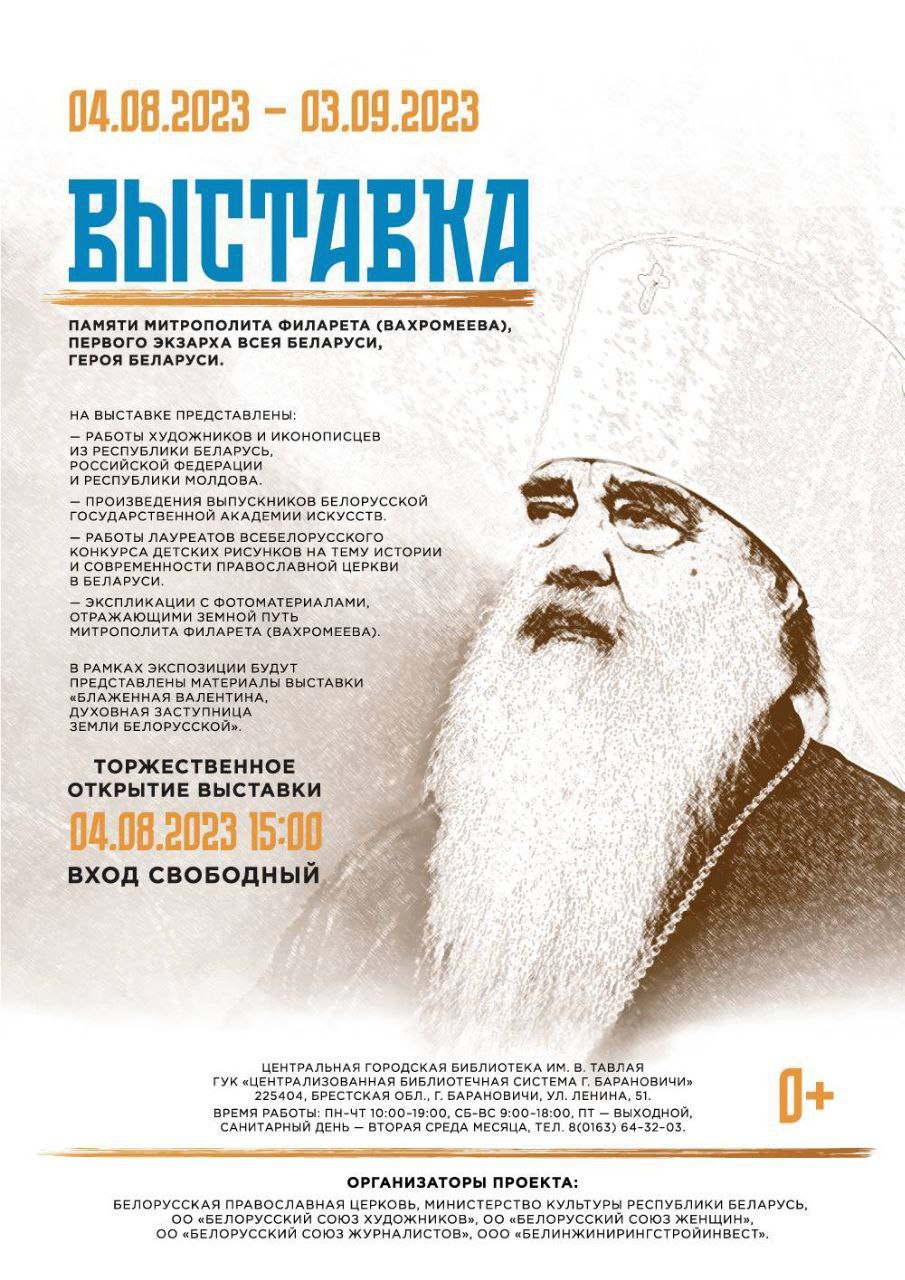 04.08.2023 – 03.09.2023
ВЫСТАВКА
ПАМЯТИ МИТРОПОЛИТА ФИЛАРЕТА (ВАХРОМЕЕВА),
ПЕРВОГО ЭКЗАРХА ВСЕЯ БЕЛАРУСИ,
ГЕРОЯ БЕЛАРУСИ.
НА ВЫСТАВКЕ ПРЕДСТАВЛЕНЫ:
— РАБОТЫ ХУДОЖНИКОВ И ИКОНОПИСЦЕВ
ИЗ РЕСПУБЛИКИ БЕЛАРУСЬ,
РОССИЙСКОЙ ФЕДЕРАЦИИ
И РЕСПУБЛИКИ МОЛДОВА.
— ПРОИЗВЕДЕНИЯ ВЫПУСКНИКОВ БЕЛОРУССКОЙ
ГОСУДАРСТВЕННОЙ АКАДЕМИИ ИСКУССТВ.
— РАБОТЫ ЛАУРЕАТОВ ВСЕБЕЛОРУССКОГО
КОНКУРСА ДЕТСКИХ РИСУНКОВ НА ТЕМУ ИСТОРИИ
И СОВРЕМЕННОСТИ ПРАВОСЛАВНОЙ ЦЕРКВИ
В БЕЛАРУСИ.
— ЭКСПЛИКАЦИИ С ФОТОМАТЕРИАЛАМИ,
ОТРАЖАЮЩИМИ ЗЕМНОЙ ПУТЬ
МИТРОПОЛИТА ФИЛАРЕТА (ВАХРОМЕЕВА).
В РАМКАХ ЭКСПОЗИЦИИ БУДУТ
ПРЕДСТАВЛЕНЫ МАТЕРИАЛЫ ВЫСТАВКИ
«БЛАЖЕННАЯ ВАЛЕНТИНА,
ДУХОВНАЯ ЗАСТУПНИЦА
ЗЕМЛИ БЕЛОРУССКОЙ».
ТОРЖЕСТВЕННОЕ
ОТКРЫТИЕ ВЫСТАВКИ
04.08.2023 15:00
ВХОД СВОБОДНЫЙ
ЦЕНТРАЛЬНАЯ ГОРОДСКАЯ БИБЛИОТЕКА ИМ. В. ТАВЛАЯ
ГУК «ЦЕНТРАЛИЗОВАННАЯ БИБЛИОТЕЧНАЯ СИСТЕМА Г. БАРАНОВИЧИ»
225404, БРЕСТСКАЯ ОБЛ., Г. БАРАНОВИЧИ, УЛ. ЛЕНИНА, 51.
ВРЕМЯ РАБОТЫ: ПН–ЧТ 10:00–19:00, СБ–ВС 9:00–18:00, ПТ — ВЫХОДНОЙ,
САНИТАРНЫЙ ДЕНЬ — ВТОРАЯ СРЕДА МЕСЯЦА, ТЕЛ. 8(0163) 64–32–03.
0+
ОРГАНИЗАТОРЫ ПРОЕКТА:
БЕЛОРУССКАЯ ПРАВОСЛАВНАЯ ЦЕРКОВЬ, МИНИСТЕРСТВО КУЛЬТУРЫ РЕСПУБЛИКИ БЕЛАРУСЬ,
ОО «БЕЛОРУССКИЙ СОЮЗ ХУДОЖНИКОВ», ОО «БЕЛОРУССКИЙ СОЮЗ ЖЕНЩИН»,
ОО «БЕЛОРУССКИЙ СОЮЗ ЖУРНАЛИСТОВ», ООО «БЕЛИНЖИНИРИНГСТРОЙИНВЕСТ».